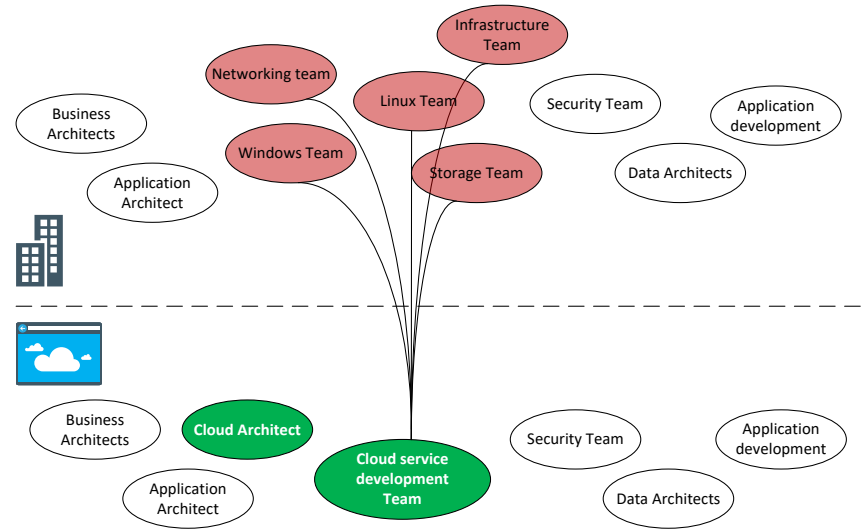 Infrastructure
Team
Networking team
Linux Team
Security Team
Business
Architects
Application
development
Windows Team
Storage Team
Data Architects
Application
Architect
Business
Architects
Cloud Architect
Security Team
Application
development
Cloud service
development
Team
Application
Architect
Data Architects